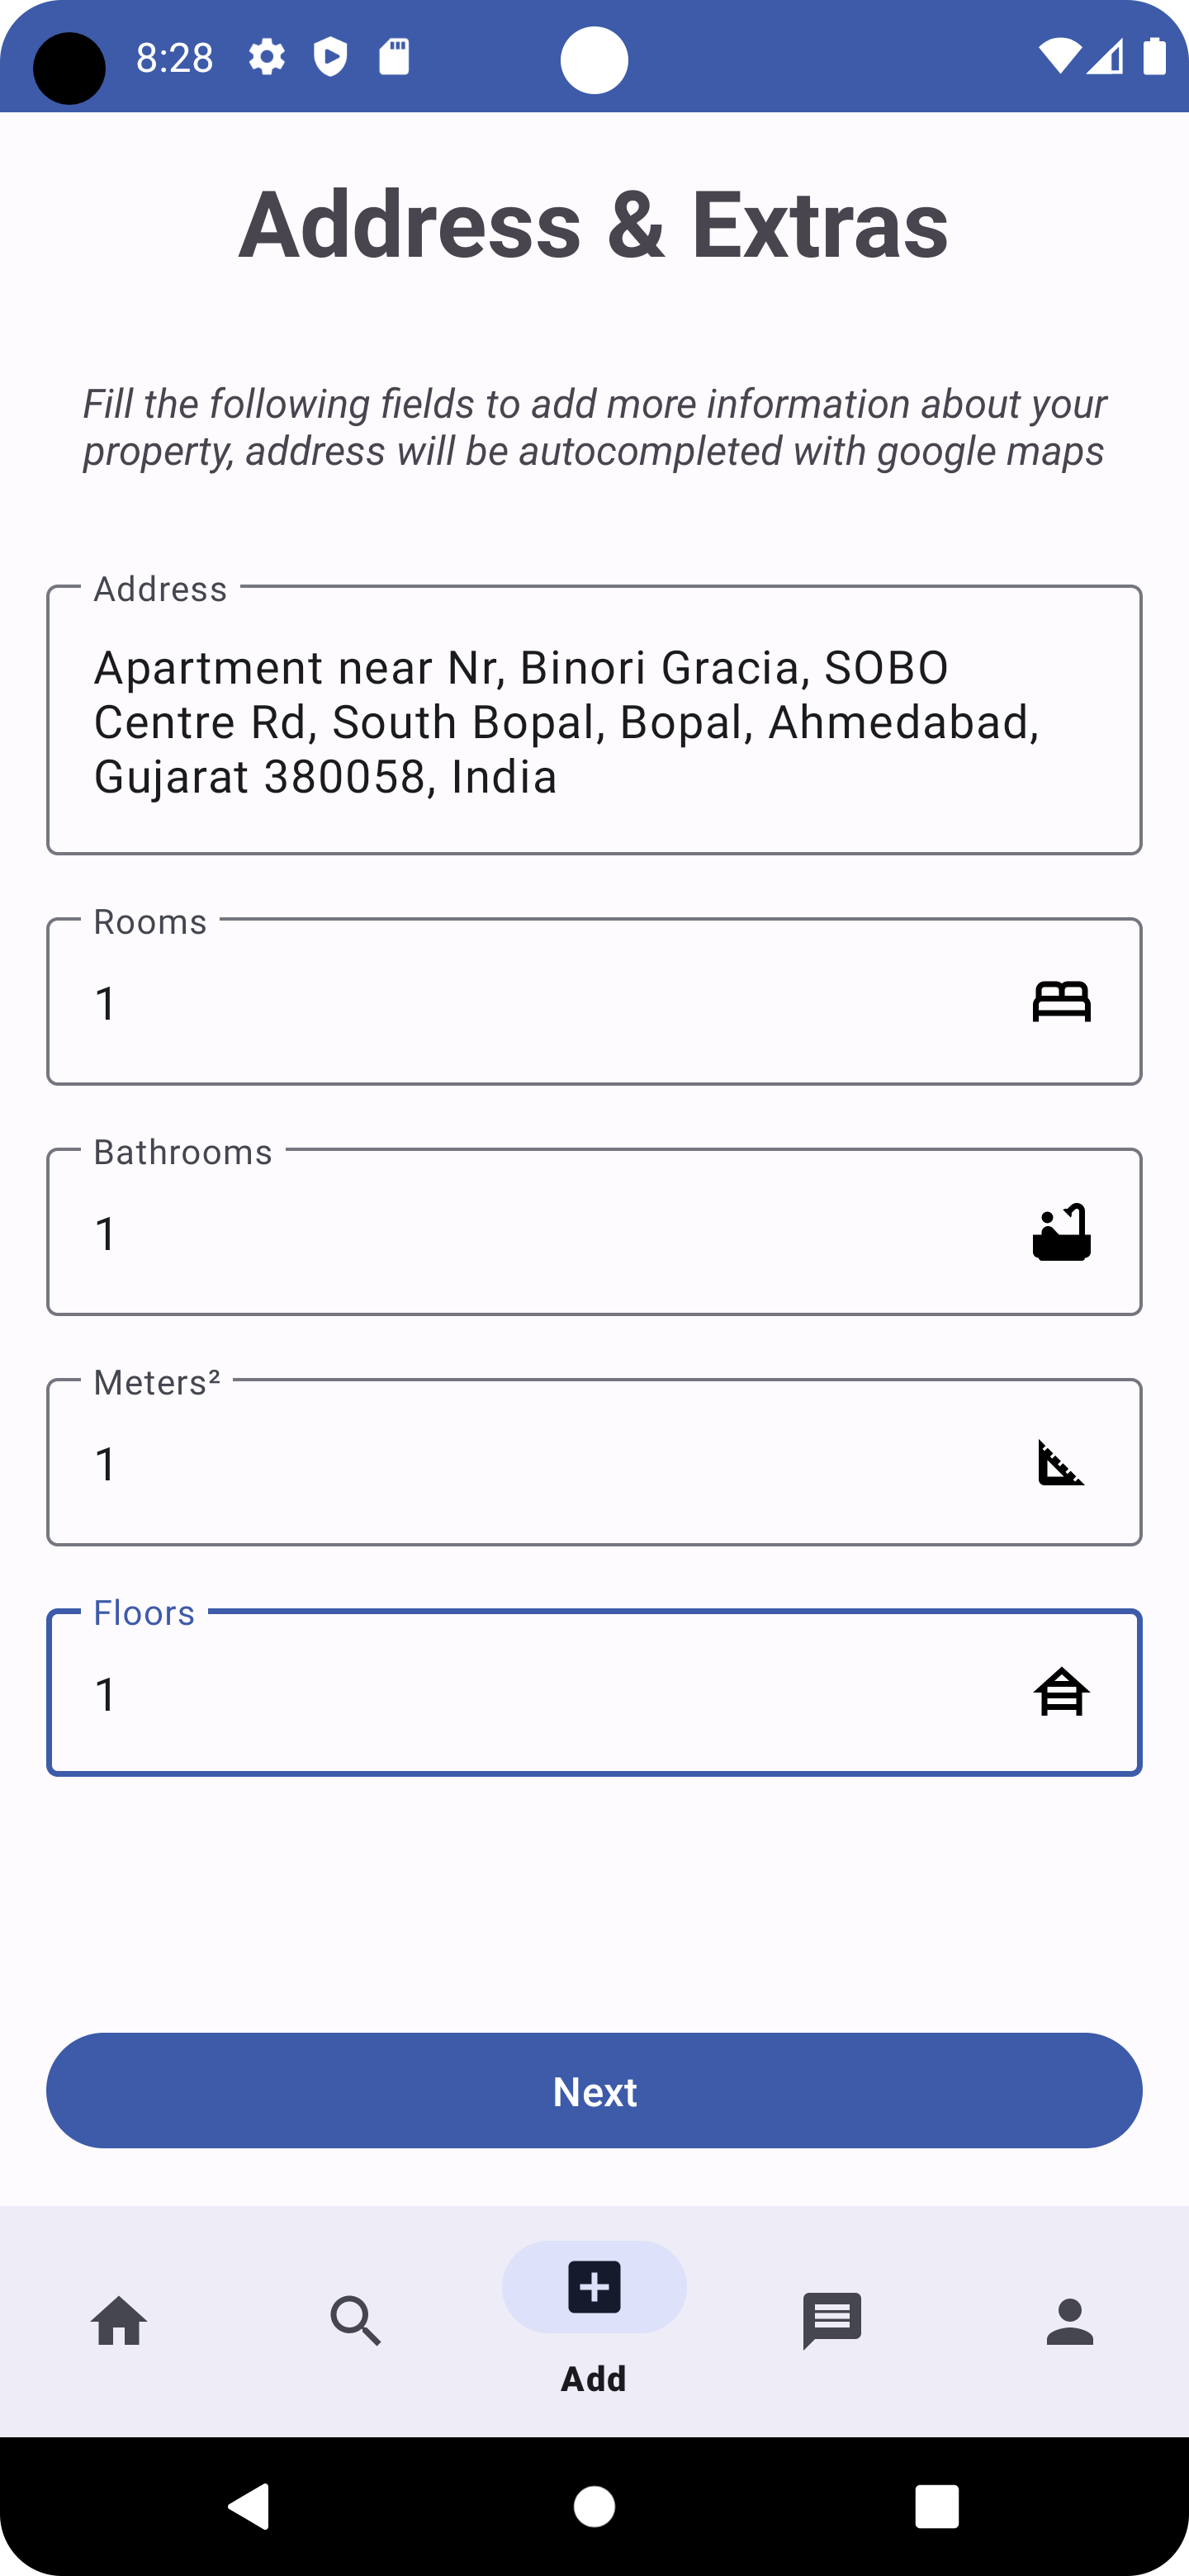 8:28
Address & Extras
Fill the following fields to add more information about your
property, address will be autocompleted with google maps
Address
Apartment near Nr, Binori Gracia, SOBO
Centre Rd, South Bopal, Bopal, Ahmedabad,
Gujarat 380058, India
Rooms
1
Bathrooms
1
Meters²
1
Floors
1
Next
Add